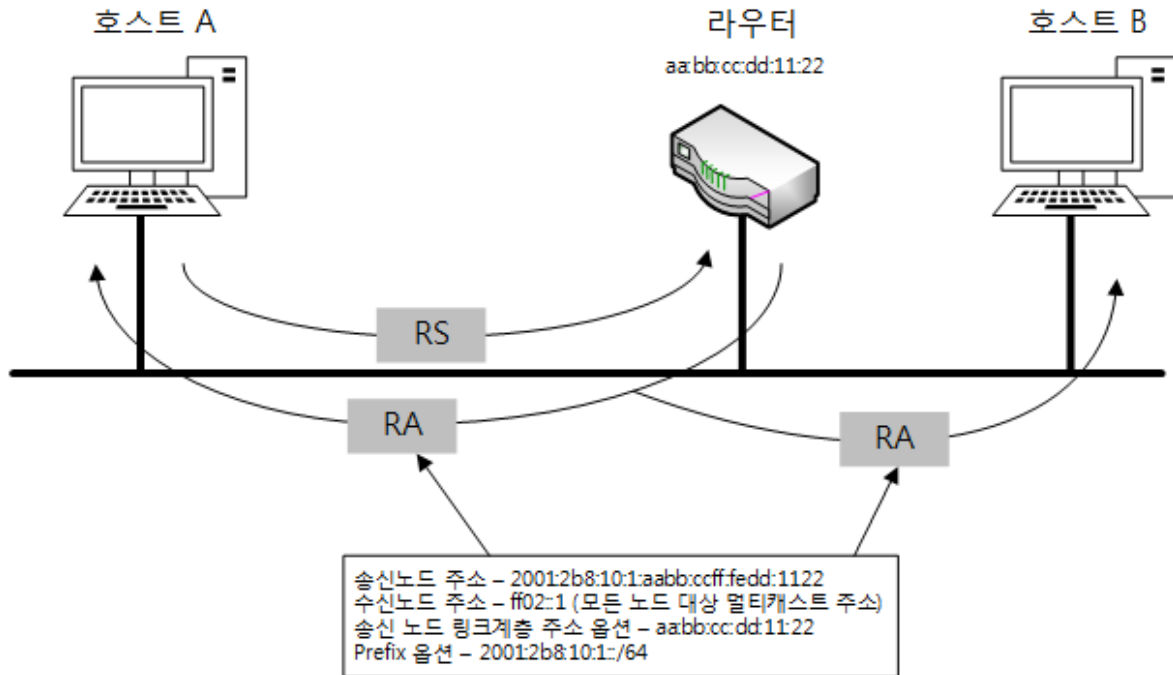 호스트 A
라우터
호스트 B
aa:bb:cc:dd:11:22
RS
RA
RA
송신노드 주소 – 2001:2b8:10:1:aabb:ccff:fedd:1122
수신노드 주소 – ff02::1 (모든 노드 대상 멀티캐스트 주소)
송신 노드 링크계층 주소 옵션 – aa:bb:cc:dd:11:22
Prefix 옵션 – 2001:2b8:10:1::/64